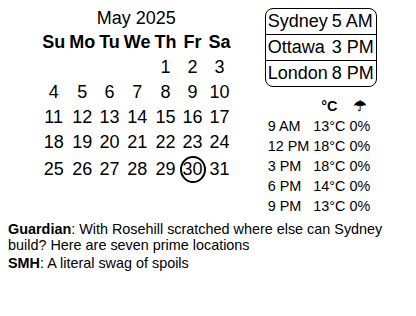 May 2025
Su Mo Tu We Th Fr Sa
1 2 3
4 5 6 7 8 9 10
11 12 13 14 15 16 17
18 19 20 21 22 23 24
25 26 27 28 29 30 31
Sydney 5 AM
Ottawa 3 PM
London 8 PM
°C ☂
9 AM 13°C 0%
12 PM 18°C 0%
3 PM 18°C 0%
6 PM 14°C 0%
9 PM 13°C 0%
Guardian: With Rosehill scratched where else can Sydney
build? Here are seven prime locations
SMH: A literal swag of spoils